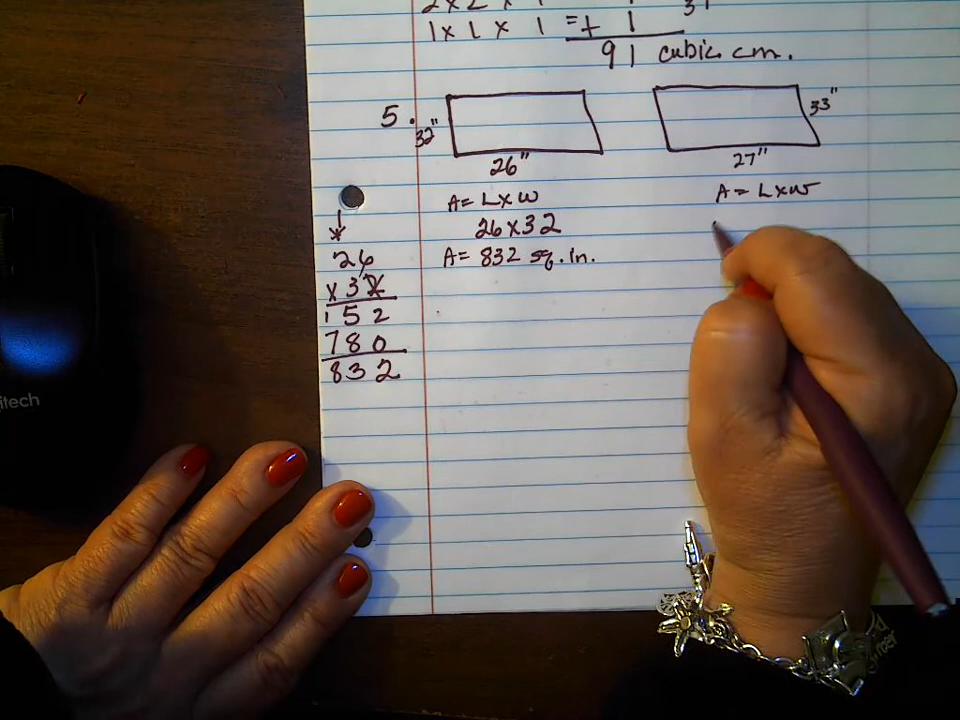 1 x 1 x 1 = + 1
91 cubic cm.
5.
32"
26"
33"
27"
A = L x W
26 x 32
A = 832 sq. in.
A = L x W
26
x 32
152
780
832
itech